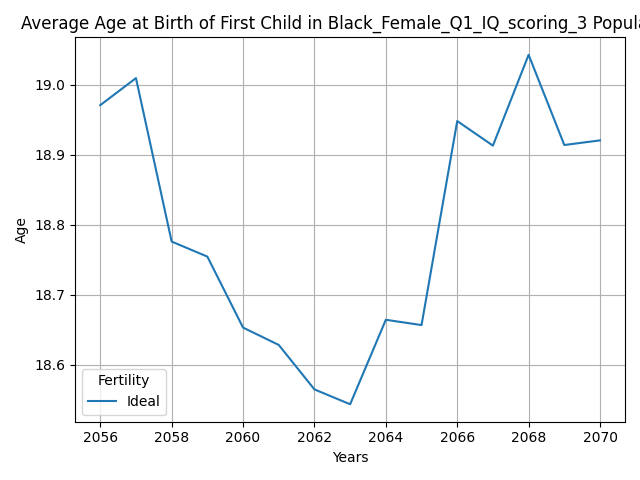 Average Age at Birth of First Child in Black_Female_Q1_IQ_scoring_3 Popula
19.0
18.9
18.8
18.7
18.6
Age
Fertility
Ideal
2056 2058 2060 2062 2064 2066 2068 2070
Years